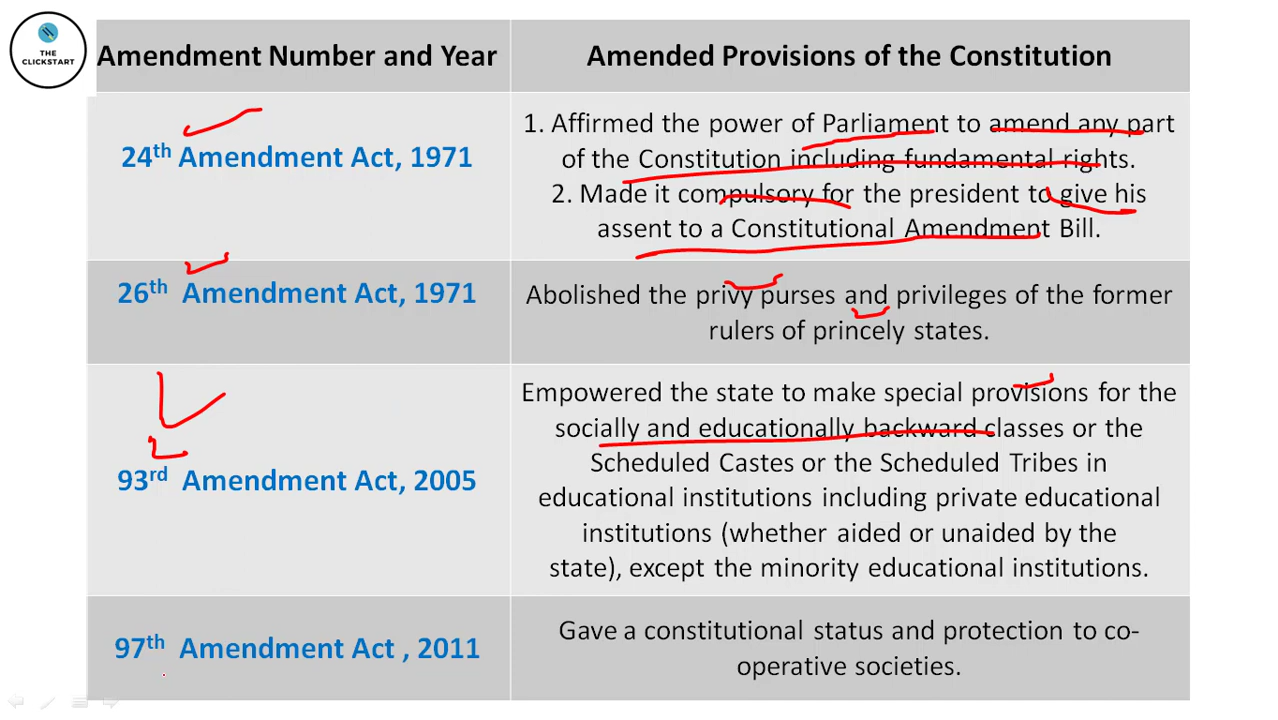 THE
CLICKSTART
Amendment Number and Year
Amended Provisions of the Constitution
24th Amendment Act, 1971
1. Affirmed the power of Parliament to amend any part
of the Constitution including fundamental rights.
2. Made it compulsory for the president to give his
assent to a Constitutional Amendment Bill.
26th Amendment Act, 1971
Abolished the privy purses and privileges of the former
rulers of princely states.
93rd Amendment Act, 2005
Empowered the state to make special provisions for the
socially and educationally backward classes or the
Scheduled Castes or the Scheduled Tribes in
educational institutions including private educational
institutions (whether aided or unaided by the
state), except the minority educational institutions.
97th Amendment Act , 2011
Gave a constitutional status and protection to co-
operative societies.